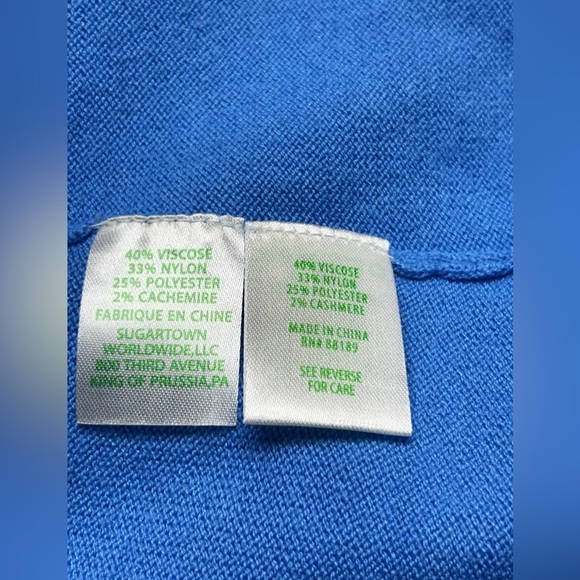 40% VISCOSE
33% NYLON
25% POLYESTER
2% CACHEMIRE
FABRIQUE EN CHINE
SUGARTOWN
WORLDWIDE,LLC
800 THIRD AVENUE
KING OF PRUSSIA,PA
40% VISCOSE
33% NYLON
25% POLYESTER
2% CASHMERE
MADE IN CHINA
RN# 88189
SEE REVERSE
FOR CARE